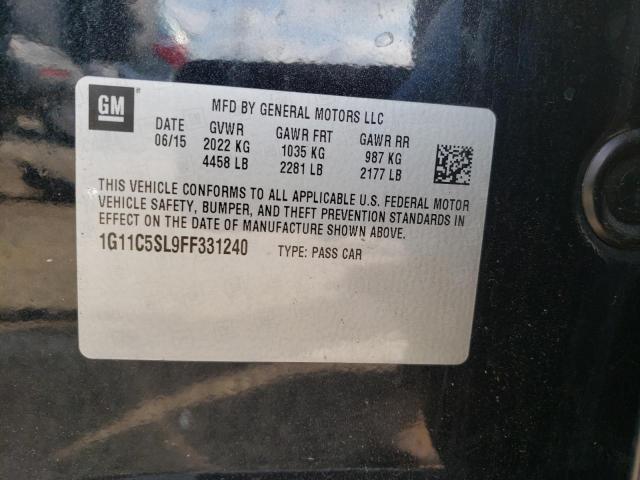 GM
MFD BY GENERAL MOTORS LLC
DATE GVWR GAWR FRT GAWR RR
06/15 2022 KG 1035 KG 987 KG
4458 LB 2281 LB 2177 LB
THIS VEHICLE CONFORMS TO ALL APPLICABLE U.S. FEDERAL MOTOR
VEHICLE SAFETY, BUMPER, AND THEFT PREVENTION STANDARDS IN
EFFECT ON THE DATE OF MANUFACTURE SHOWN ABOVE.
1G11C5SL9FF331240 TYPE: PASS CAR